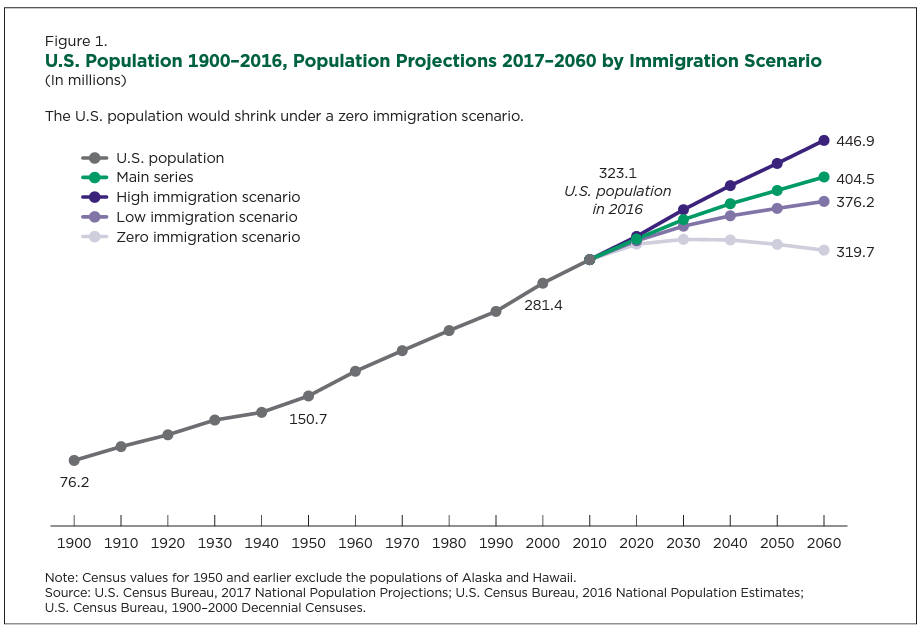 Figure 1.
U.S. Population 1900–2016, Population Projections 2017–2060 by Immigration Scenario
(In millions)
The U.S. population would shrink under a zero immigration scenario.
U.S. population
Main series
High immigration scenario
Low immigration scenario
Zero immigration scenario
323.1
U.S. population
in 2016
446.9
404.5
376.2
319.7
281.4
150.7
76.2
1900 1910 1920 1930 1940 1950 1960 1970 1980 1990 2000 2010 2020 2030 2040 2050 2060
Note: Census values for 1950 and earlier exclude the populations of Alaska and Hawaii.
Source: U.S. Census Bureau, 2017 National Population Projections; U.S. Census Bureau, 2016 National Population Estimates;
U.S. Census Bureau, 1900–2000 Decennial Censuses.